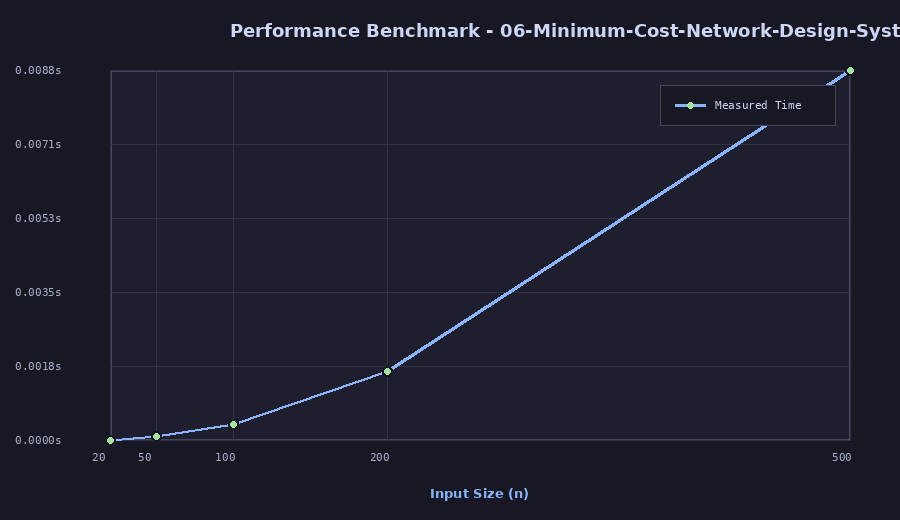 Performance Benchmark - 06-Minimum-Cost-Network-Design-Syst
0.0088s
Measured Time
0.0071s
0.0053s
0.0035s
0.0018s
0.0000s
20 50 100 200 500
Input Size (n)